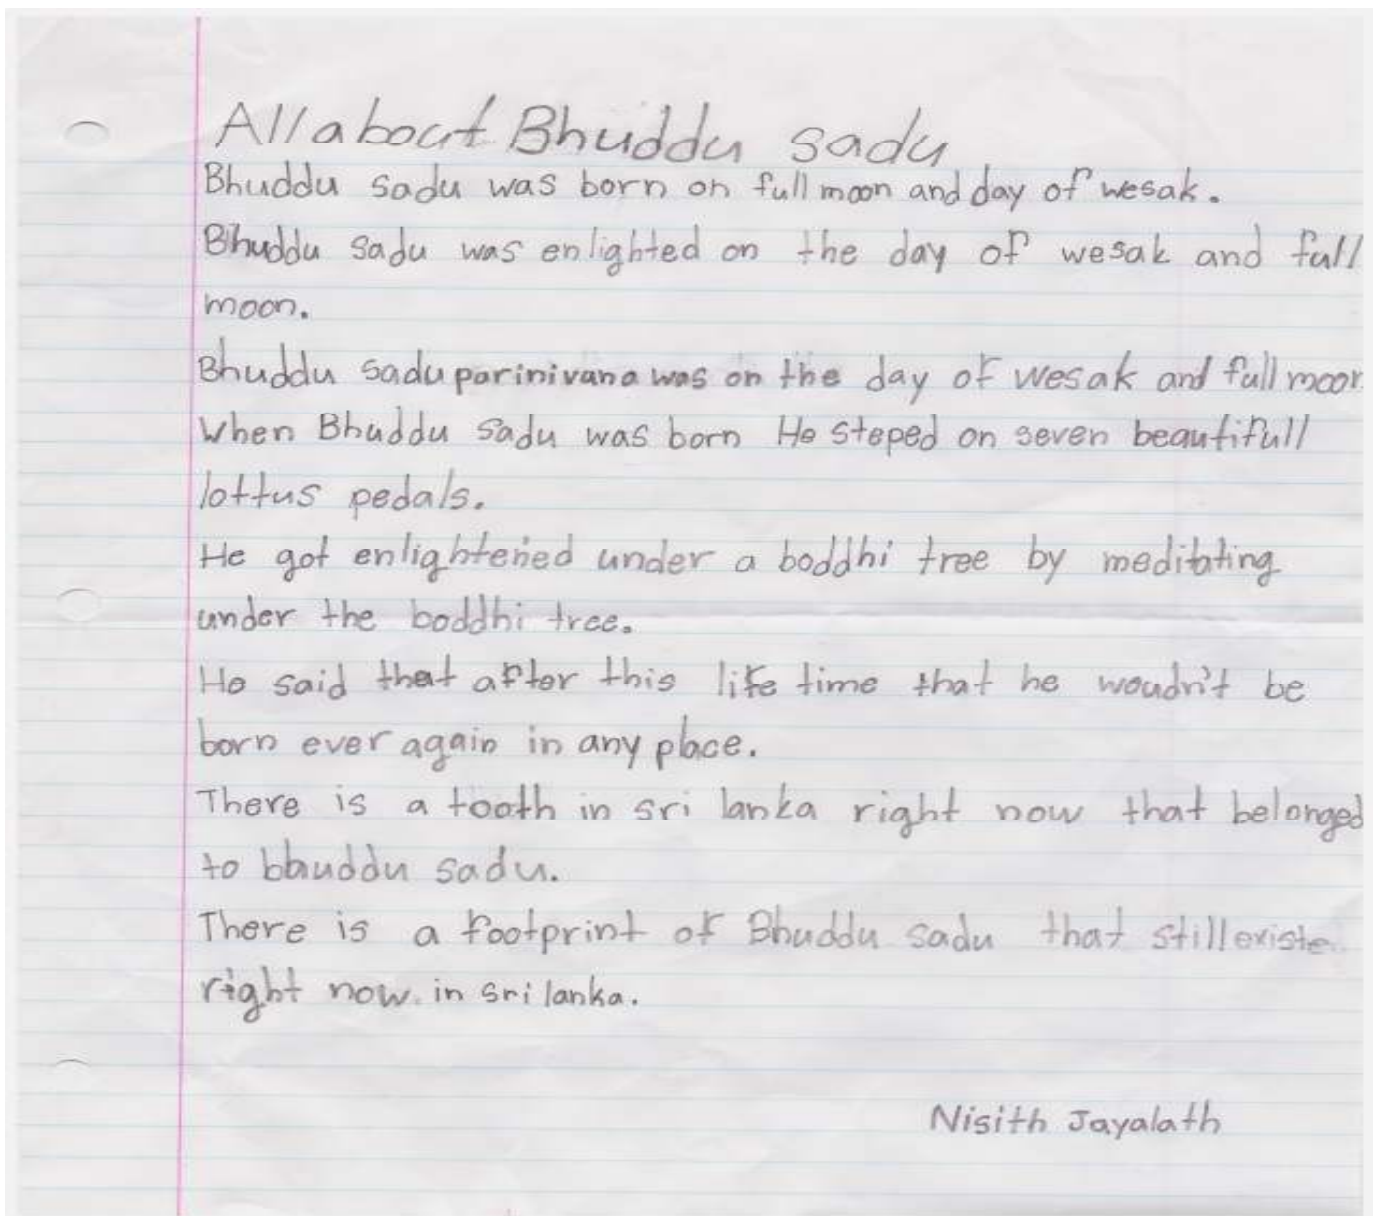 All about Bhuddu sadu
Bhuddu sadu was born on full moon and day of wesak.
Bhuddu sadu was enlighted on the day of wesak and full
moon.
Bhuddu sadu parinivana was on the day of wesak and full moon
When Bhuddu sadu was born He steped on seven beautifull
lottus pedals.
He got enlightened under a boddhi tree by meditating
under the boddhi tree.
He said that after this life time that he woudn't be
born ever again in any place.
There is a tooth in sri lanka right now that belonged
to bhuddu sadu.
There is a footprint of Bhuddu sadu that still existe
right now. in sri lanka.
Nisith Jayalath